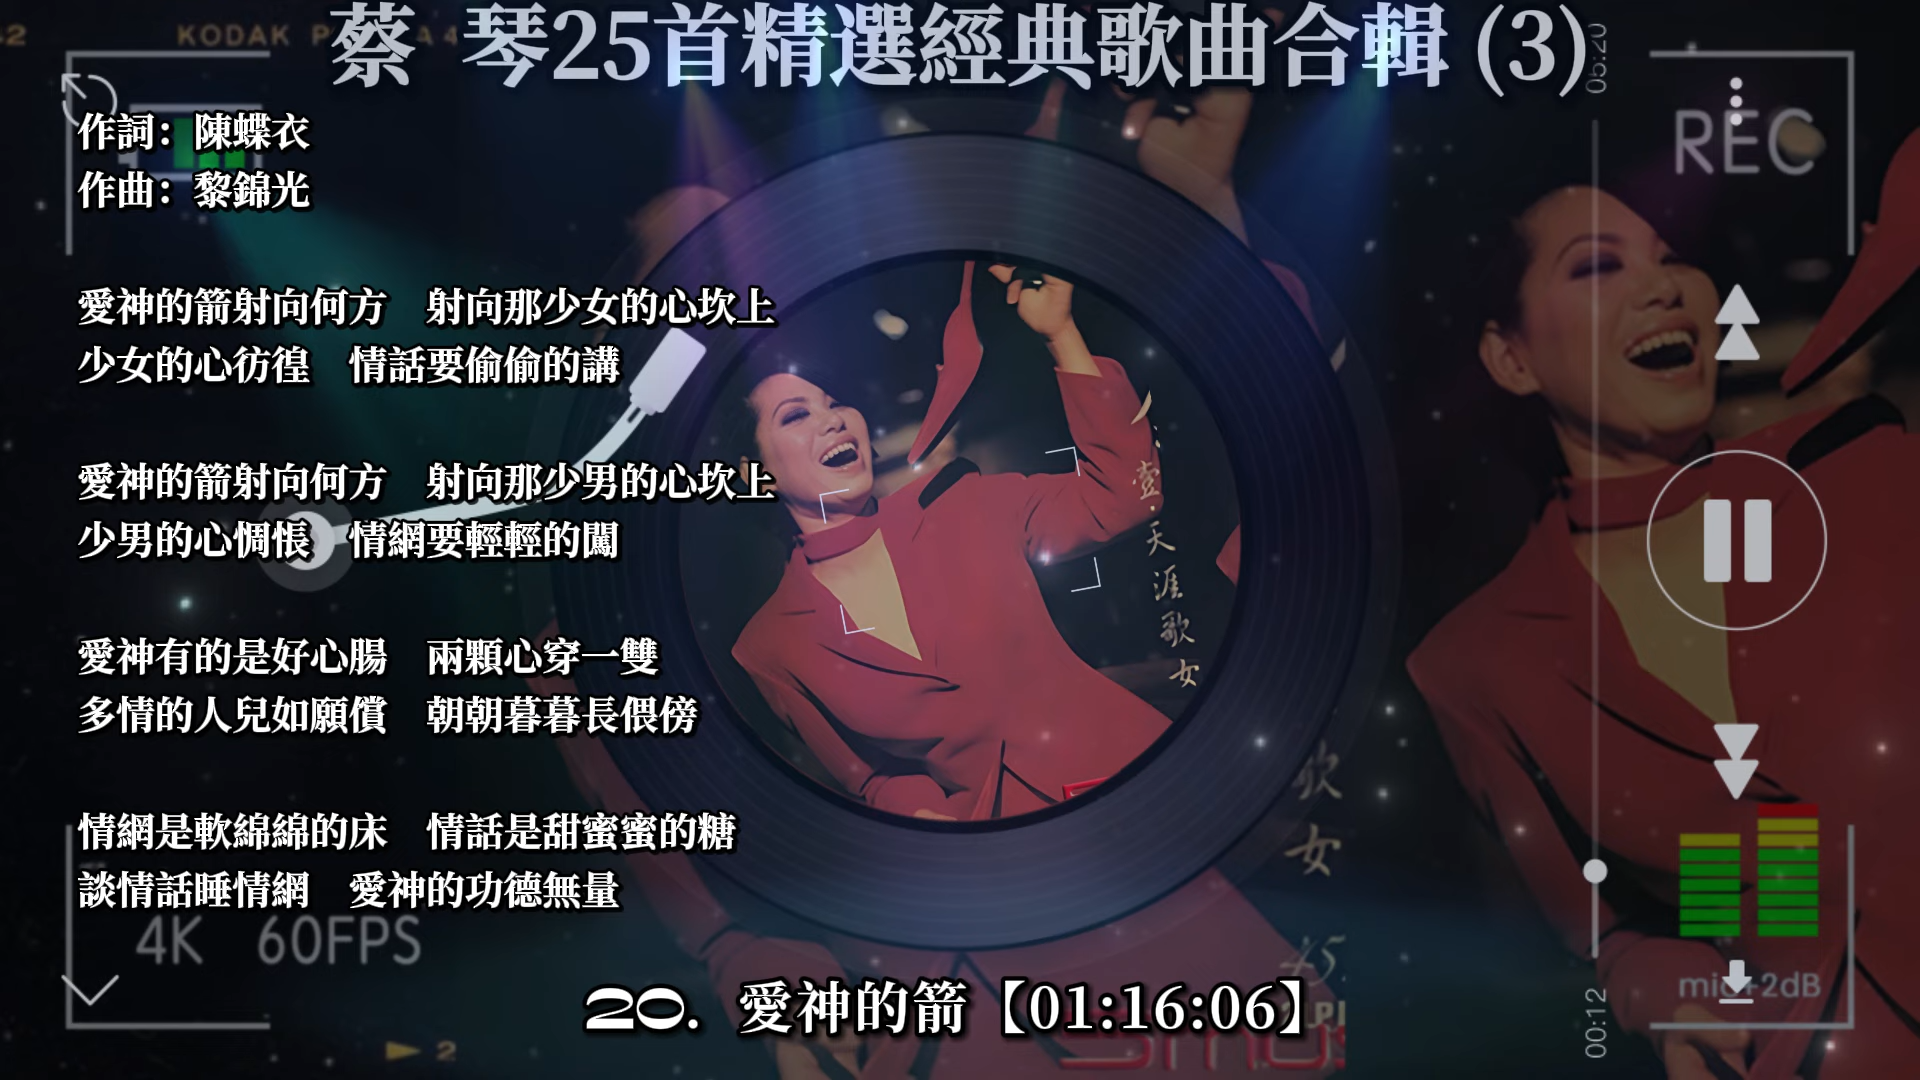 蔡 琴25首精選經典歌曲合輯 (3)
KODAK P
05:20
REC
作詞：陳蝶衣
作曲：黎錦光
愛神的箭射向何方　射向那少女的心坎上
少女的心彷徨　情話要偷偷的講
愛神的箭射向何方　射向那少男的心坎上
少男的心惆悵　情網要輕輕的闖
愛神有的是好心腸　兩顆心穿一雙
多情的人兒如願償　朝朝暮暮長偎傍
情網是軟綿綿的床　情話是甜蜜蜜的糖
談情話睡情網　愛神的功德無量
壹·天涯歌女
歌女
4K 60FPS
mic+2dB
00:12
20. 愛神的箭【01:16:06】
2